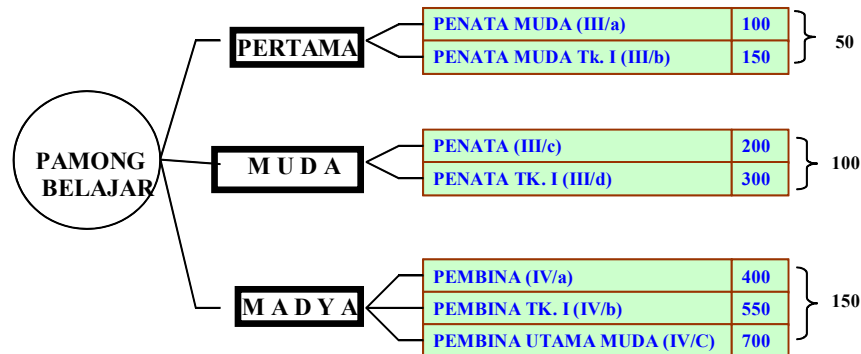 PAMONG
BELAJAR
PERTAMA
PENATA MUDA (III/a) 100
PENATA MUDA Tk. I (III/b) 150
50
M U D A
PENATA (III/c) 200
PENATA TK. I (III/d) 300
100
M A D Y A
PEMBINA (IV/a) 400
PEMBINA TK. I (IV/b) 550
PEMBINA UTAMA MUDA (IV/C) 700
150